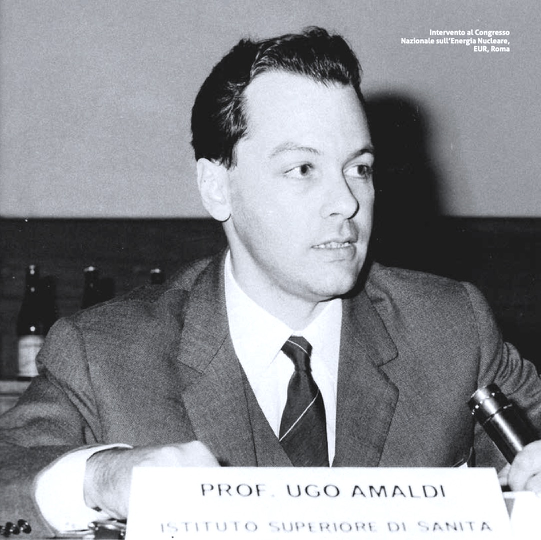 Intervento al Congresso
Nazionale sull'Energia Nucleare,
EUR, Roma
PROF. UGO AMALDI
ISTITUTO SUPERIORE DI SANITA